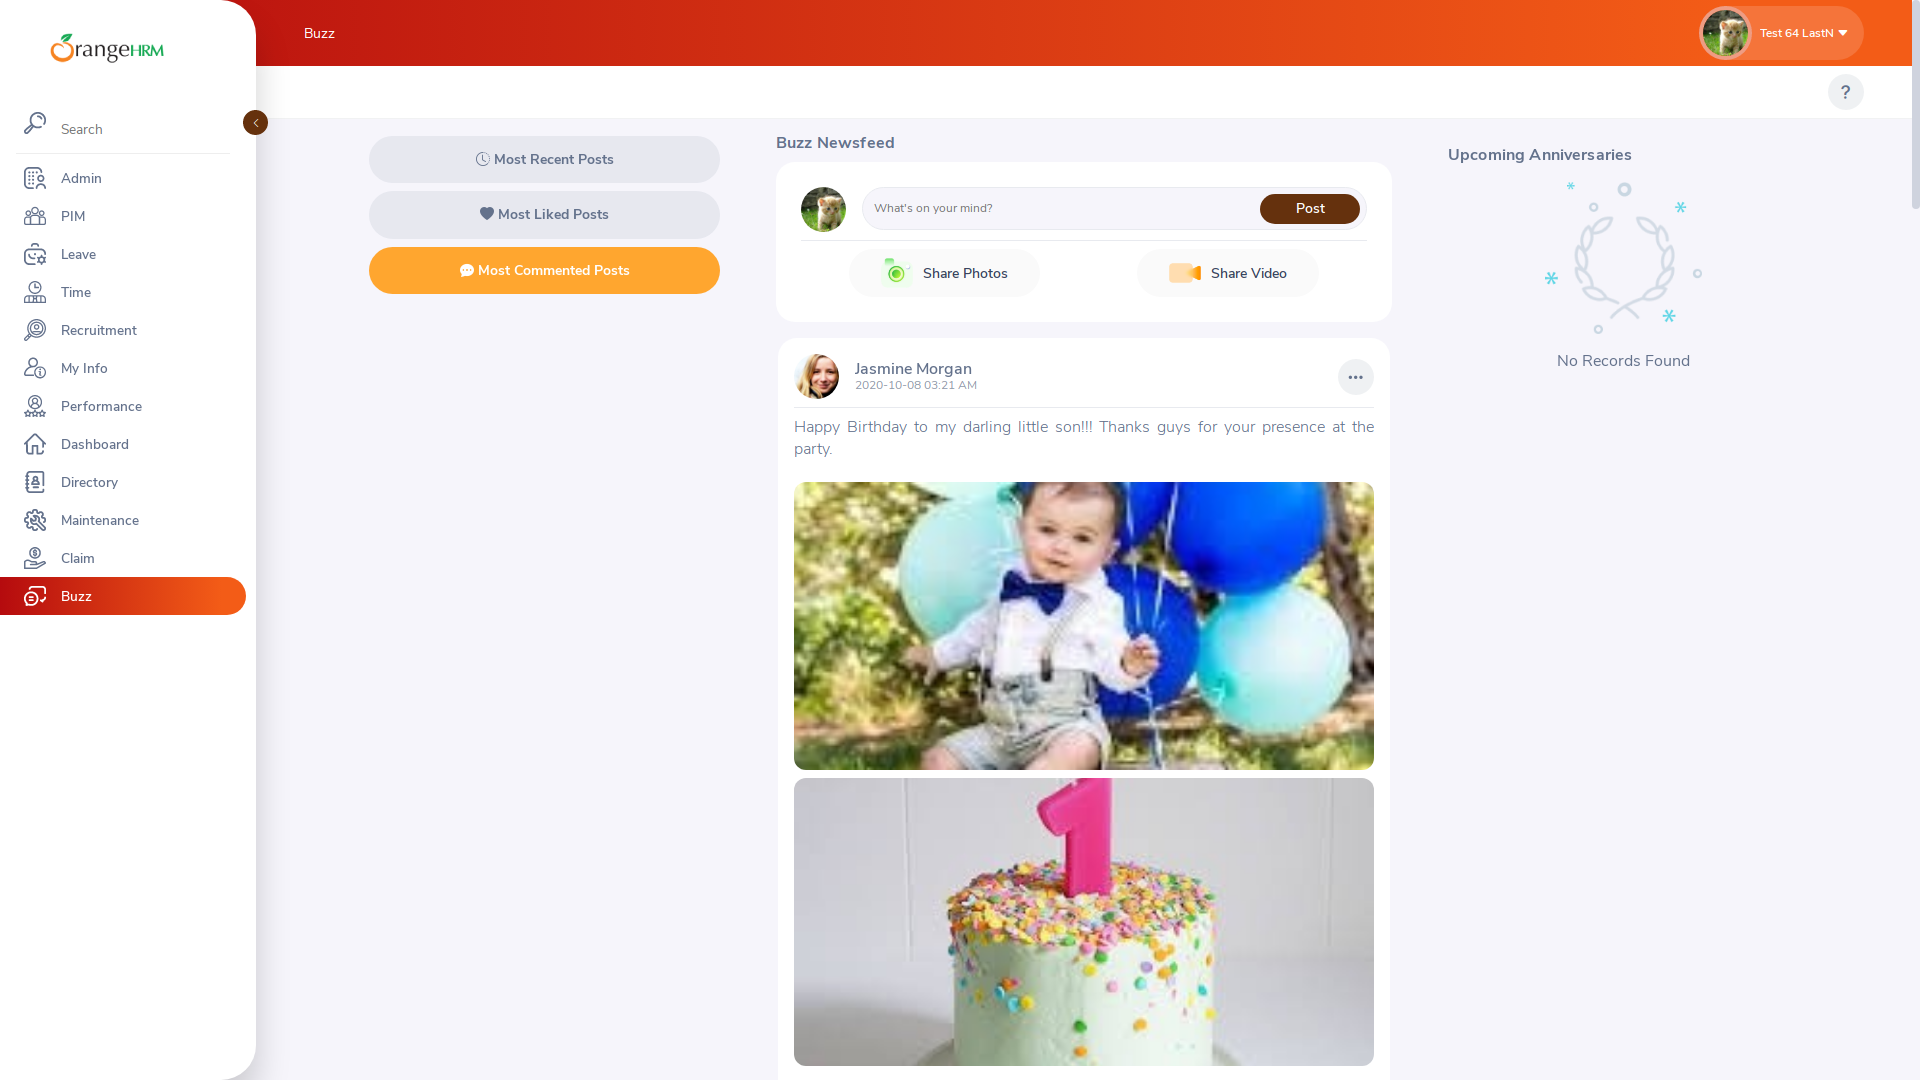 OrangeHRM
Search
Admin
PIM
Leave
Time
Recruitment
My Info
Performance
Dashboard
Directory
Maintenance
Claim
Buzz
Buzz
Test 64 LastN
?
Most Recent Posts
Most Liked Posts
Most Commented Posts
Buzz Newsfeed
What's on your mind?
Post
Share Photos
Share Video
Jasmine Morgan
2020-10-08 03:21 AM
Happy Birthday to my darling little son!!! Thanks guys for your presence at the
party.
1
Upcoming Anniversaries
No Records Found